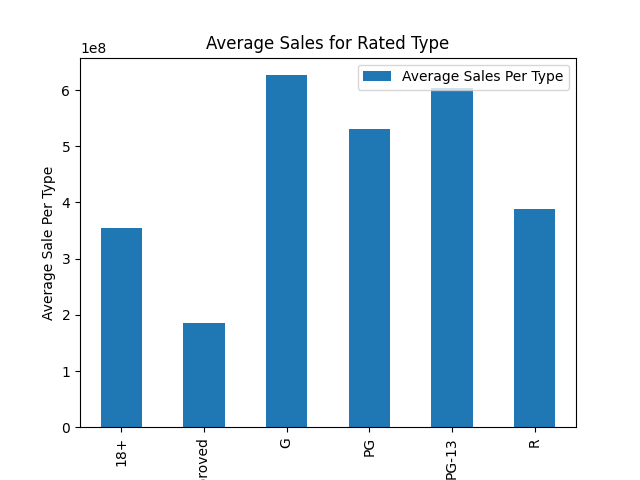 Average Sales for Rated Type
1e8
Average Sales Per Type
Average Sale Per Type
6
5
4
3
2
1
0
18+
roved
G
PG
PG-13
R